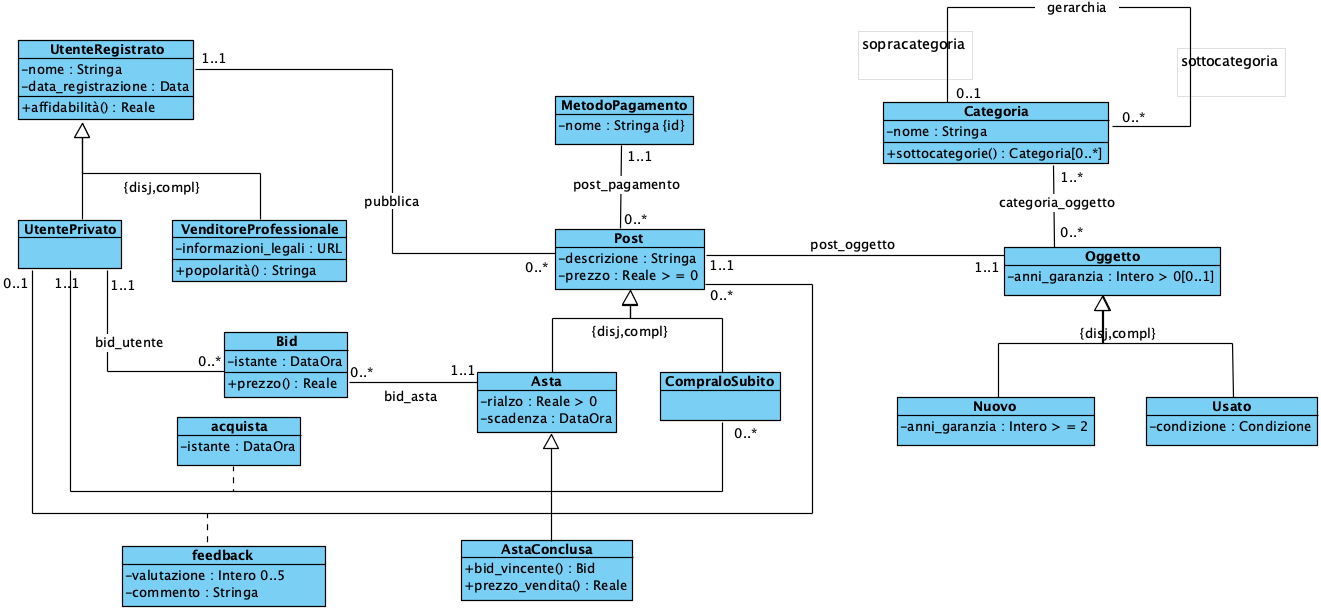 gerarchia
sopracategoria
sottocategoria
0..1
0..*
UtenteRegistrato
-nome : Stringa
-data_registrazione : Data
+affidabilità() : Reale
1..1
MetodoPagamento
-nome : Stringa {id}
Categoria
-nome : Stringa
+sottocategorie() : Categoria[0..*]
1..1
post_pagamento
0..*
1..*
categoria_oggetto
0..*
{disj,compl}
pubblica
UtentePrivato
VenditoreProfessionale
-informazioni_legali : URL
+popolarità() : Stringa
Post
-descrizione : Stringa
-prezzo : Reale > = 0
0..*
post_oggetto
1..1
1..1
Oggetto
-anni_garanzia : Intero > 0[0..1]
0..1
1..1
1..1
0..*
{disj,compl}
{disj,compl}
bid_utente
0..*
Bid
-istante : DataOra
+prezzo() : Reale
0..*
bid_asta
1..1
Asta
-rialzo : Reale > 0
-scadenza : DataOra
CompraloSubito
0..*
Nuovo
-anni_garanzia : Intero > = 2
Usato
-condizione : Condizione
acquista
-istante : DataOra
feedback
-valutazione : Intero 0..5
-commento : Stringa
AstaConclusa
+bid_vincente() : Bid
+prezzo_vendita() : Reale